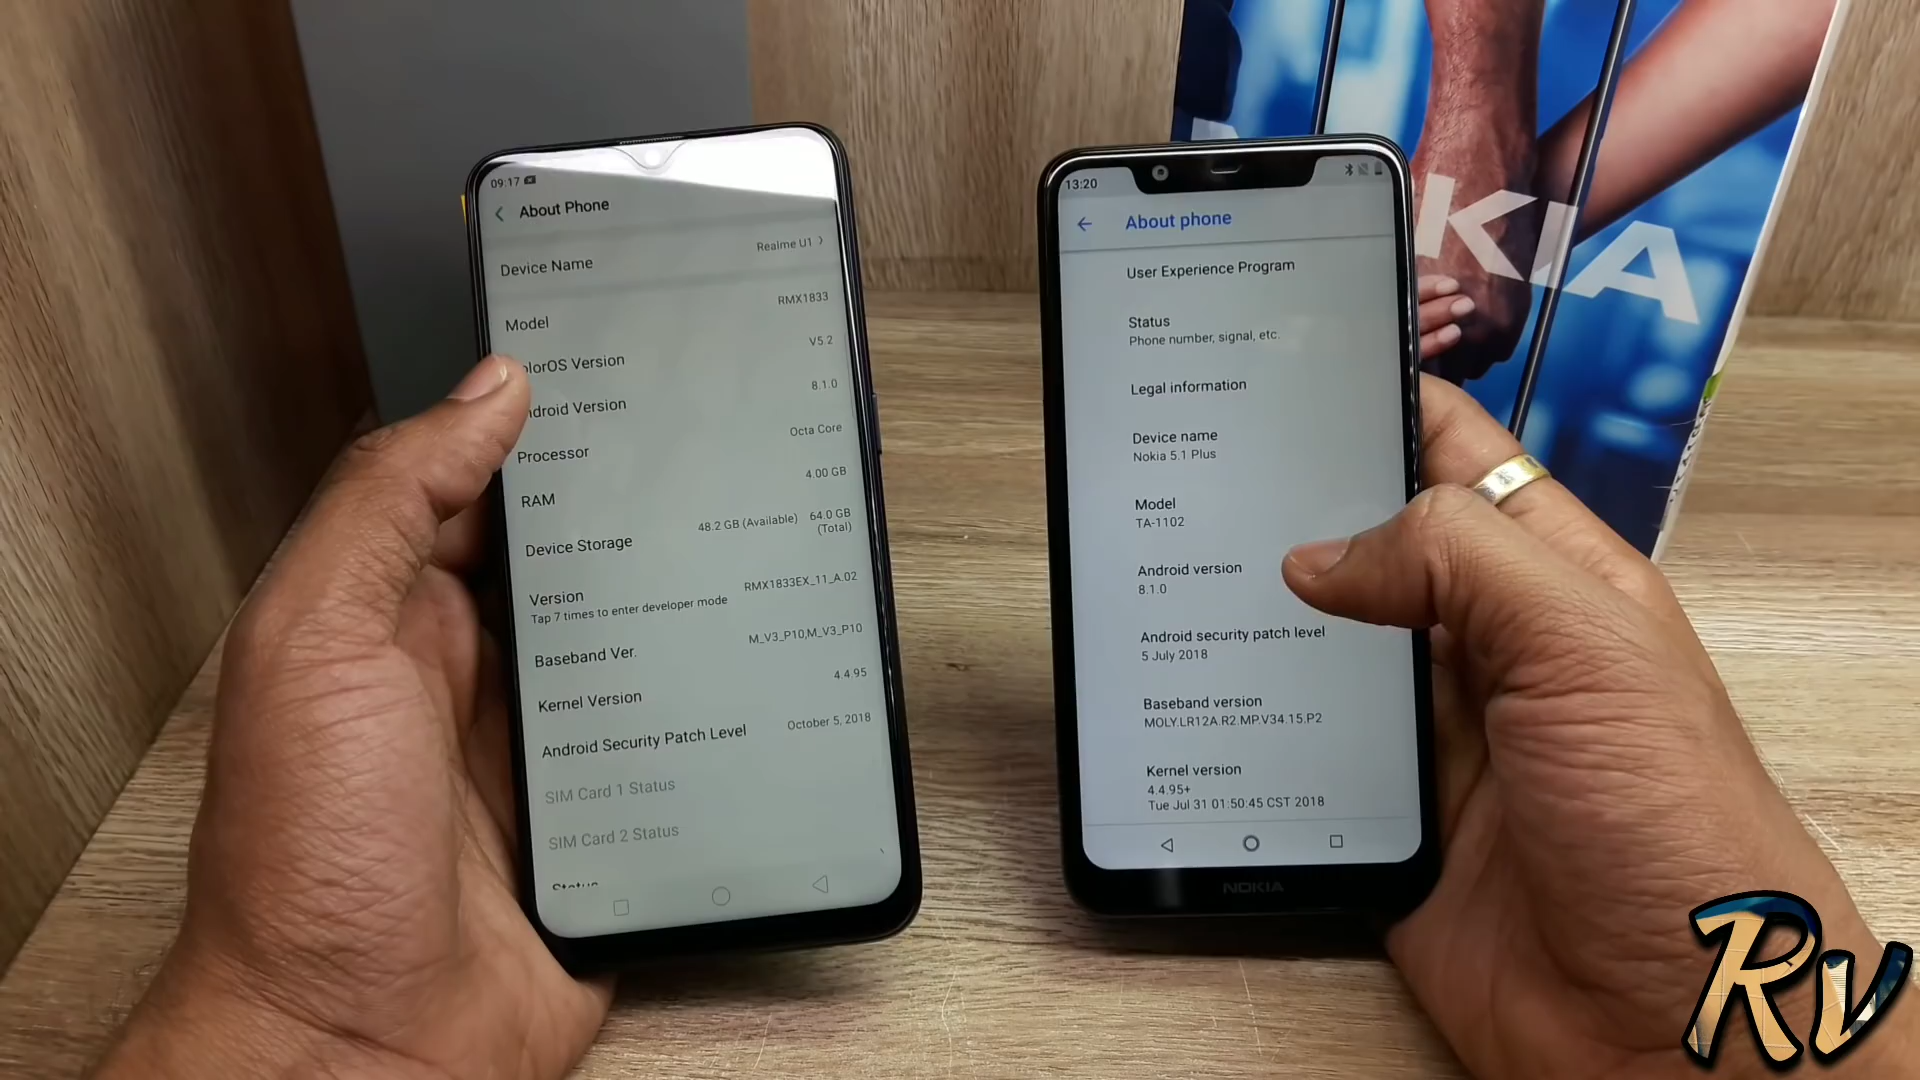 09:17
About Phone
Device Name
Realme U1
Model
RMX1833
olorOS Version
V5.2
ndroid Version
8.1.0
Processor
Octa Core
RAM
4.00 GB
Device Storage
48.2 GB (Available)
64.0 GB
(Total)
Version
RMX1833EX_11_A.02
Tap 7 times to enter developer mode
Baseband Ver.
M_V3_P10,M_V3_P10
Kernel Version
4.4.95
Android Security Patch Level
October 5, 2018
SIM Card 1 Status
SIM Card 2 Status
Status
13:20
About phone
User Experience Program
Status
Phone number, signal, etc.
Legal information
Device name
Nokia 5.1 Plus
Model
TA-1102
Android version
8.1.0
Android security patch level
5 July 2018
Baseband version
MOLY.LR12A.R2.MP.V34.15.P2
Kernel version
4.4.95+
Tue Jul 31 01:50:45 CST 2018
NOKIA
KIA
Rv